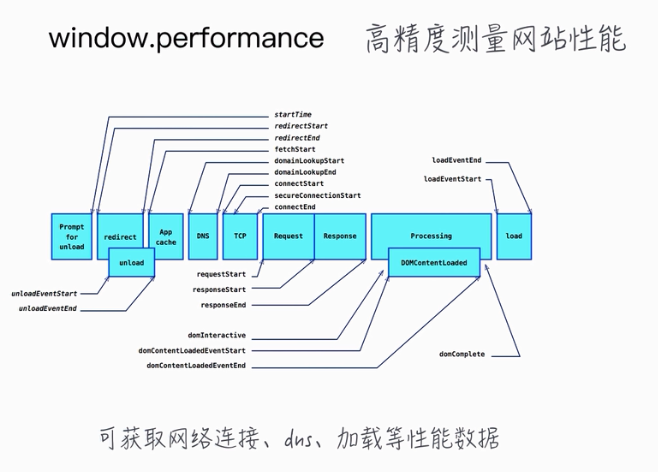 window.performance 高精度测量网站性能
startTime
redirectStart
redirectEnd
fetchStart
domainLookupStart
domainLookupEnd
connectStart
secureConnectionStart
connectEnd
loadEventEnd
loadEventStart
Prompt
for
unload
redirect
App
cache
DNS
TCP
Request
Response
Processing
load
unload
DOMContentLoaded
requestStart
responseStart
responseEnd
unloadEventStart
unloadEventEnd
domInteractive
domContentLoadedEventStart
domContentLoadedEventEnd
domComplete
可获取网络连接、dns、加载等性能数据